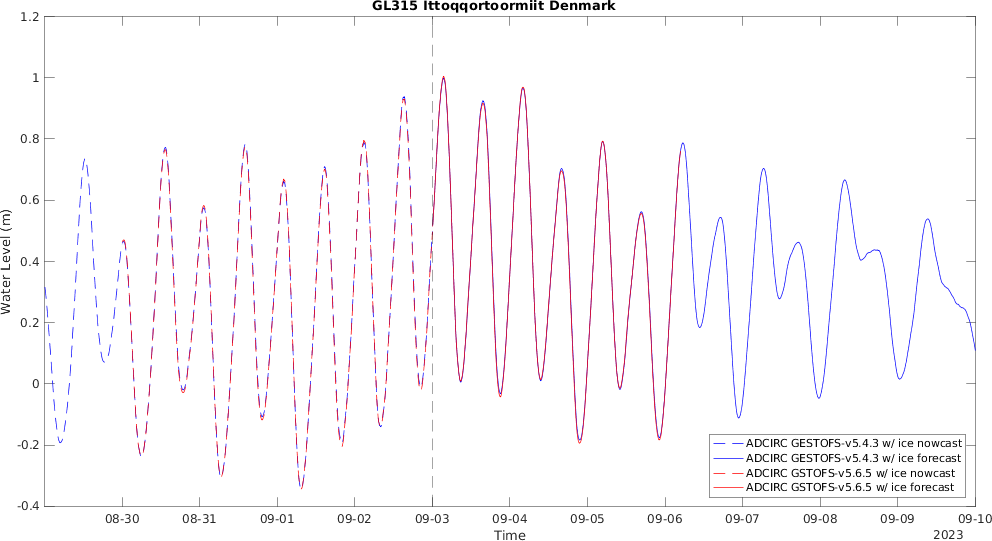 GL315 Ittoqqortoormiit Denmark
1.2
1
0.8
0.6
0.4
0.2
0
-0.2
-0.4
Water Level (m)
08-30 08-31 09-01 09-02 09-03 09-04 09-05 09-06 09-07 09-08 09-09 09-10
Time
2023
ADCIRC GESTOFS-v5.4.3 w/ ice nowcast
ADCIRC GESTOFS-v5.4.3 w/ ice forecast
ADCIRC GSTOFS-v5.6.5 w/ ice nowcast
ADCIRC GSTOFS-v5.6.5 w/ ice forecast